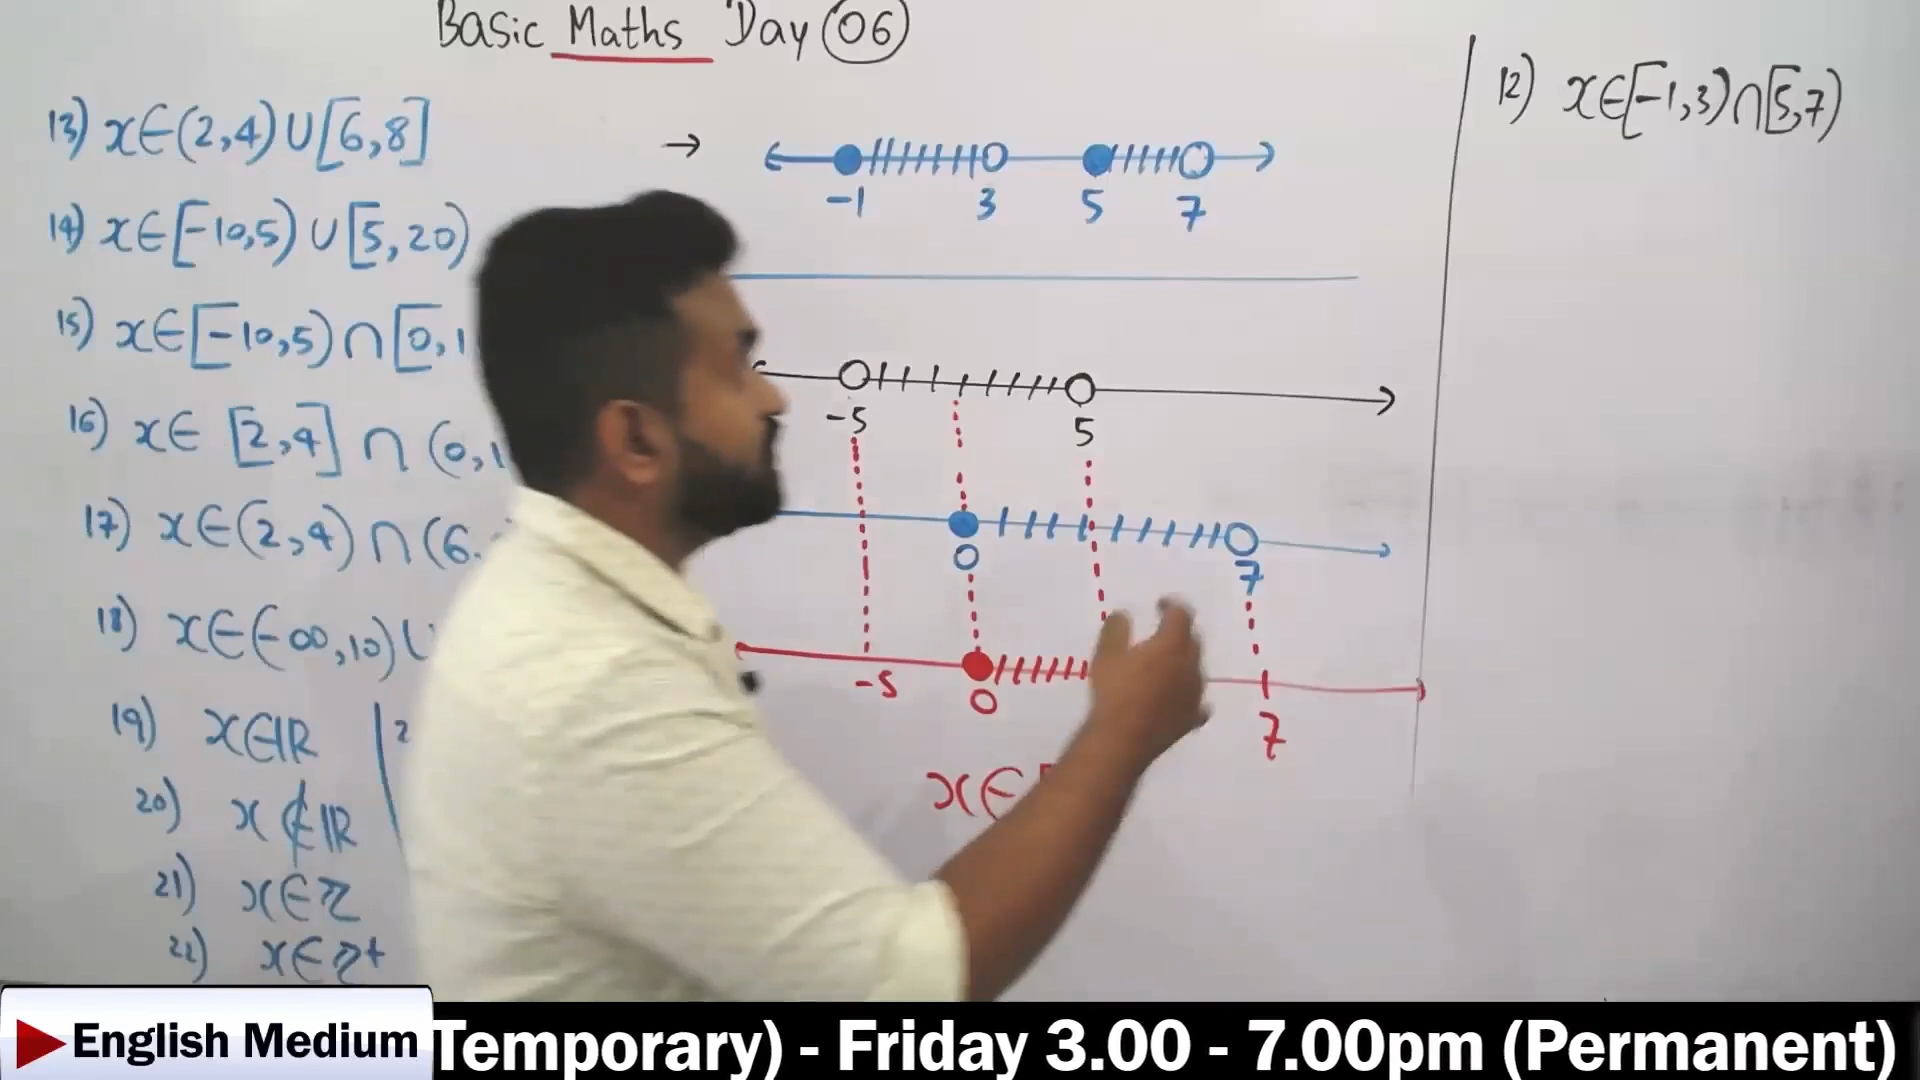 Basic Maths Day 06
13) x∈(2,4)∪[6,8]
14) x∈[-10,5)∪[5,20)
15) x∈[-10,5)∩[0,1
16) x∈ [2,4] ∩ (0,1
17) x∈(2,4)∩(6
18) x∈(-∞,10)∪
19) x∈ℝ
2
20) x∉ℝ
21) x∈ℤ
22) x∈ℤ+
→
-1 3 5 7
-5 5
0 7
-5 0 7
x∈
12) x∈[-1,3)∩[5,7)
English Medium
Temporary) - Friday 3.00 - 7.00pm (Permanent)